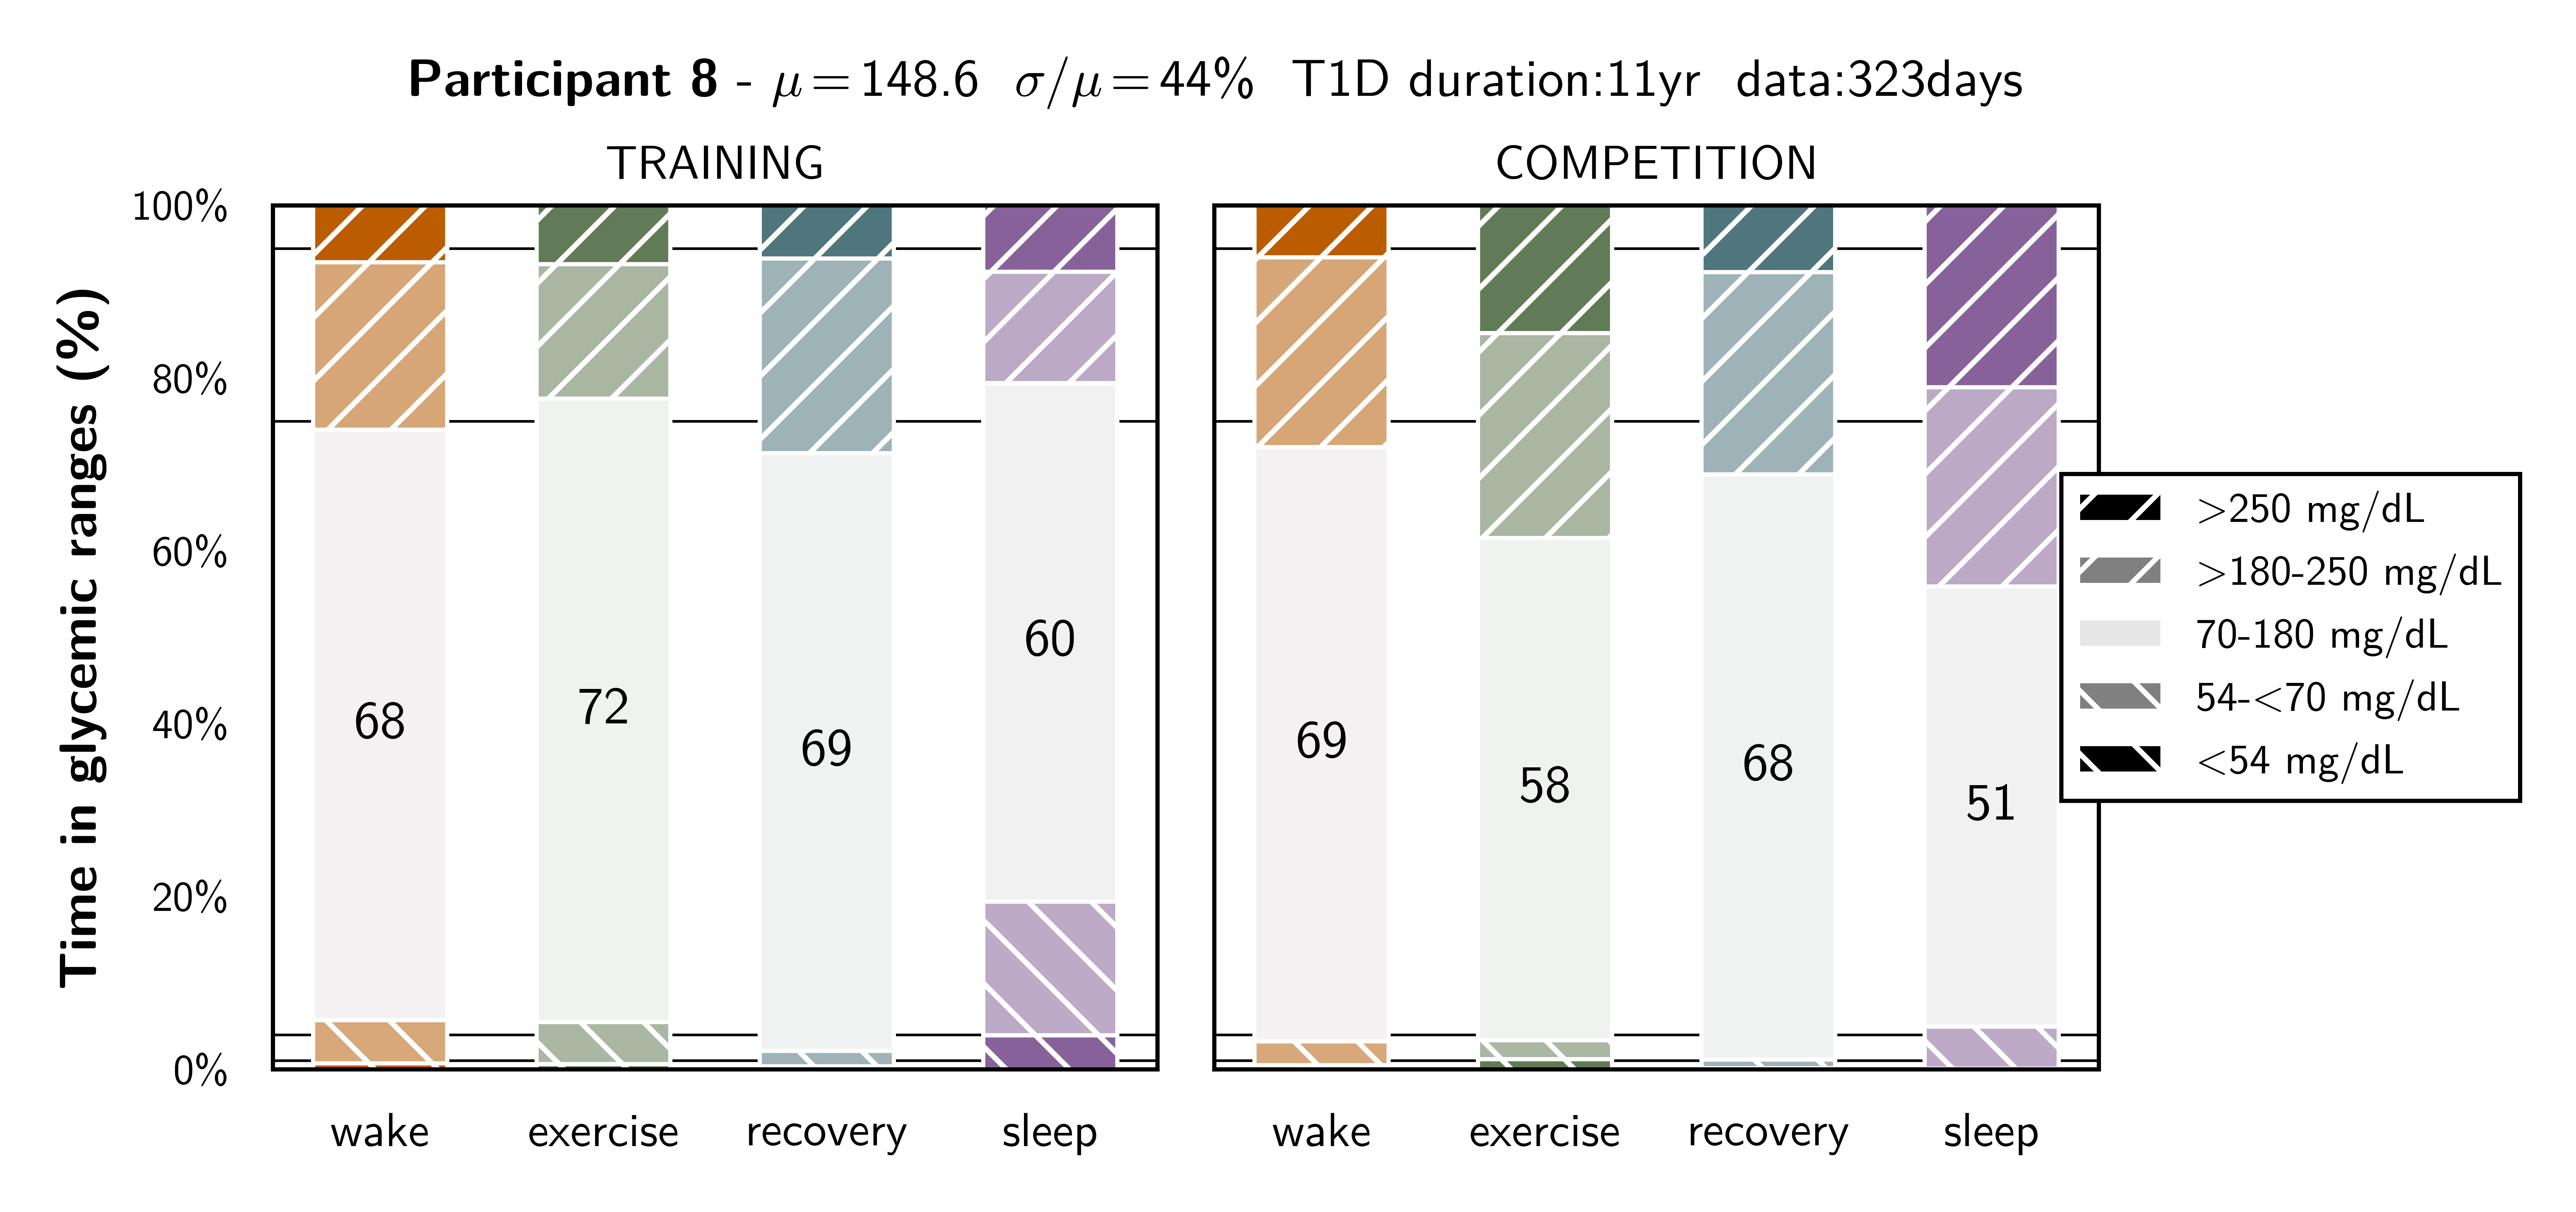 Participant 8 - μ=148.6 σ/μ=44% T1D duration:11yr data:323days
TRAINING
COMPETITION
Time in glycemic ranges (%)
100%
80%
60%
40%
20%
0%
68
72
69
60
69
58
68
51
wake
exercise
recovery
sleep
wake
exercise
recovery
sleep
>250 mg/dL
>180-250 mg/dL
70-180 mg/dL
54-<70 mg/dL
<54 mg/dL